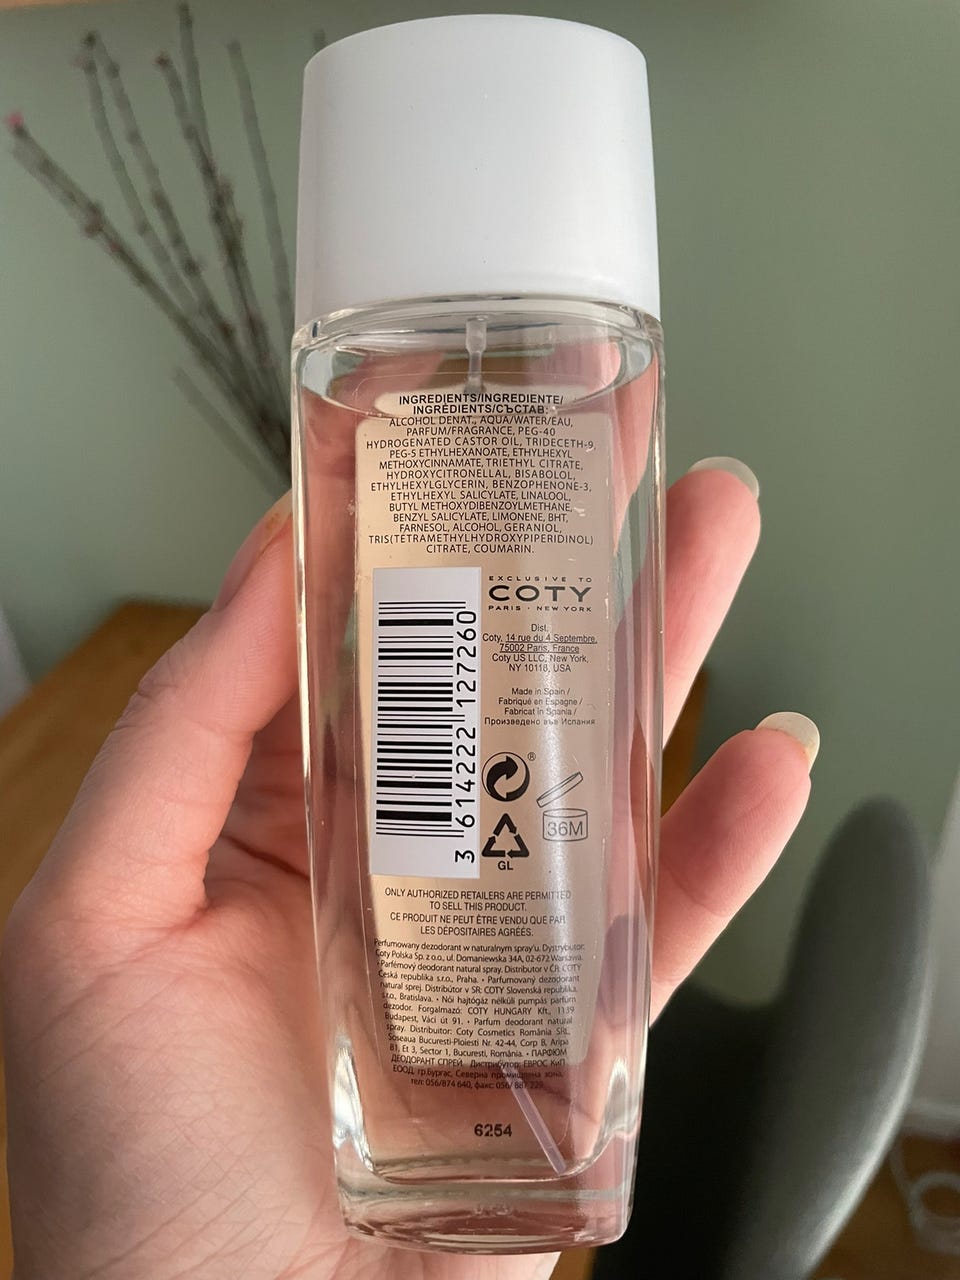 INGREDIENTS/INGREDIENTE/
INGRÉDIENTS/СЪСТАВ:
ALCOHOL DENAT., AQUA/WATER/EAU,
PARFUM/FRAGRANCE, PEG-40
HYDROGENATED CASTOR OIL, TRIDECETH-9,
PEG-5 ETHYLHEXANOATE, ETHYLHEXYL
METHOXYCINNAMATE, TRIETHYL CITRATE,
HYDROXYCITRONELLAL, BISABOLOL,
ETHYLHEXYLGLYCERIN, BENZOPHENONE-3,
ETHYLHEXYL SALICYLATE, LINALOOL,
BUTYL METHOXYDIBENZOYLMETHANE,
BENZYL SALICYLATE, LIMONENE, BHT,
FARNESOL, ALCOHOL, GERANIOL,
TRIS(TETRAMETHYLHYDROXYPIPERIDINOL)
CITRATE, COUMARIN.
EXCLUSIVE TO
COTY
PARIS · NEW YORK
Dist.
Coty, 14 rue du 4 Septembre,
75002 Paris, France
Coty US LLC, New York,
NY 10118, USA
Made in Spain /
Fabriqué en Espagne /
Fabricat în Spania /
Произведено във Испания
3 614222 127260
®
36M
GL
ONLY AUTHORIZED RETAILERS ARE PERMITTED
TO SELL THIS PRODUCT.
CE PRODUIT NE PEUT ÊTRE VENDU QUE PAR
LES DÉPOSITAIRES AGRÉÉS.
Perfumowany dezodorant w naturalnym spray'u. Dystrybutor:
Coty Polska Sp. z o.o., ul. Domaniewska 34A, 02-672 Warszawa.
• Parfémový deodorant natural spray. Distributor v ČR: COTY
Česká republika s.r.o., Praha. • Parfumovaný dezodorant
natural sprej. Distribútor v SR: COTY Slovenská republika,
s.r.o., Bratislava. • Női hajtógáz nélküli pumpás parfüm
dezodor. Forgalmazó: COTY HUNGARY Kft., 1139
Budapest, Váci út 91. • Parfum deodorant natural
spray. Distribuitor: Coty Cosmetics România SRL,
Soseaua Bucuresti-Ploiesti Nr. 42-44, Corp B, Aripa
B1, Et 3, Sector 1, Bucuresti, România. • ПАРФЮМ
ДЕОДОРАНТ СПРЕЙ. Дистрибутор: ЕВРОС КиП
ЕООД, гр.Бургас, Северна промишлена зона,
тел: 056/874 640, факс: 056/ 887 229
6254